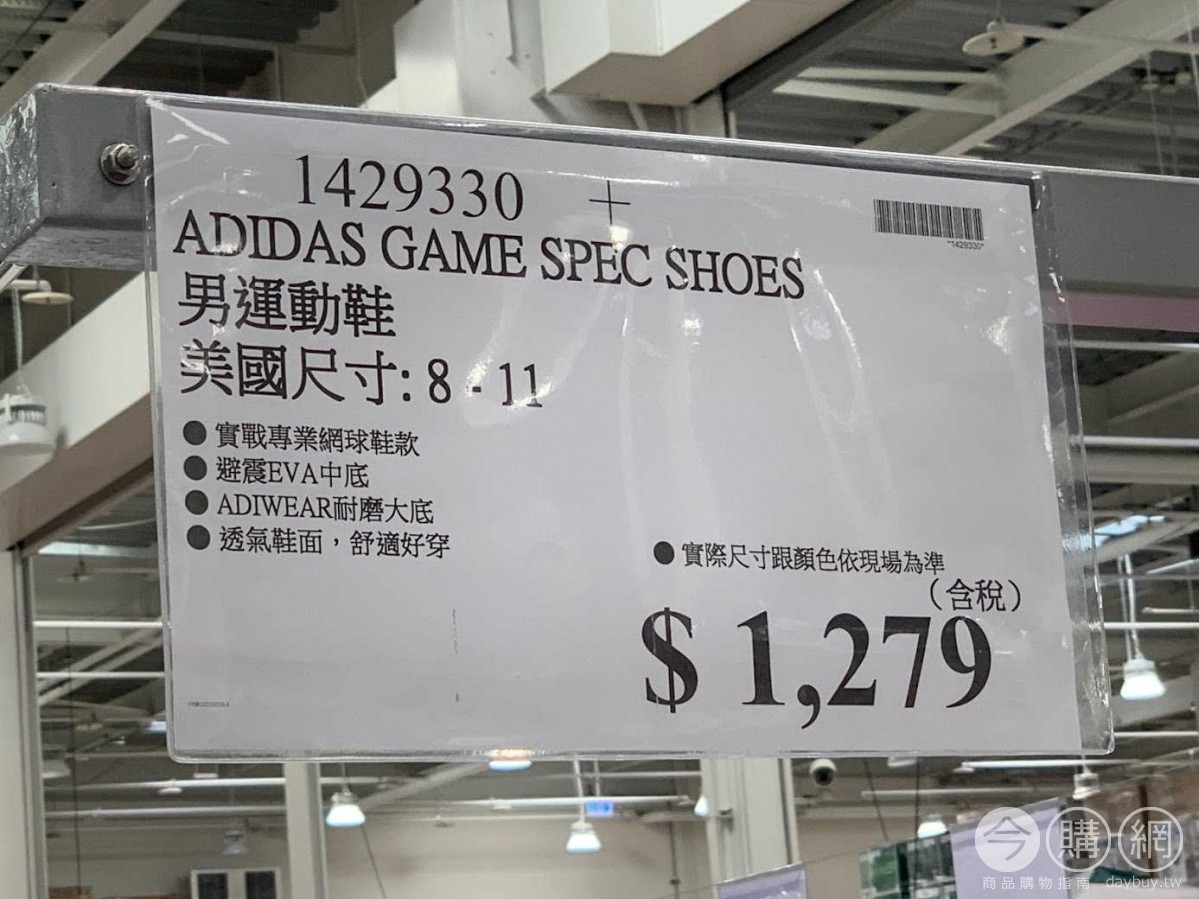 1429330 +
*1429330*
ADIDAS GAME SPEC SHOES
男運動鞋
美國尺寸: 8 - 11
● 實戰專業網球鞋款
● 避震EVA中底
● ADIWEAR耐磨大底
● 透氣鞋面，舒適好穿
● 實際尺寸跟顏色依現場為準
（含稅）
$ 1,279
今購網
商品購物指南 daybuy.tw